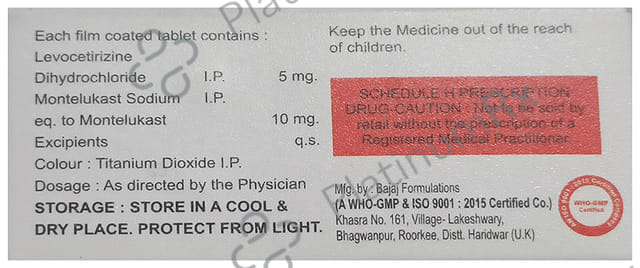 Each film coated tablet contains :
Levocetirizine
Dihydrochloride I.P. 5 mg.
Montelukast Sodium I.P.
eq. to Montelukast 10 mg.
Excipients q.s.
Colour : Titanium Dioxide I.P.
Dosage : As directed by the Physician
STORAGE : STORE IN A COOL &
DRY PLACE. PROTECT FROM LIGHT.
Keep the Medicine out of the reach
of children.
SCHEDULE H PRESCRIPTION
DRUG-CAUTION : Not to be sold by
retail without the prescription of a
Registered Medical Practitioner
Mfg. by : Bajaj Formulations
(A WHO-GMP & ISO 9001 : 2015 Certified Co.)
Khasra No. 161, Village- Lakeshwary,
Bhagwanpur, Roorkee, Distt. Haridwar (U.K)
WHO-GMP
Certified